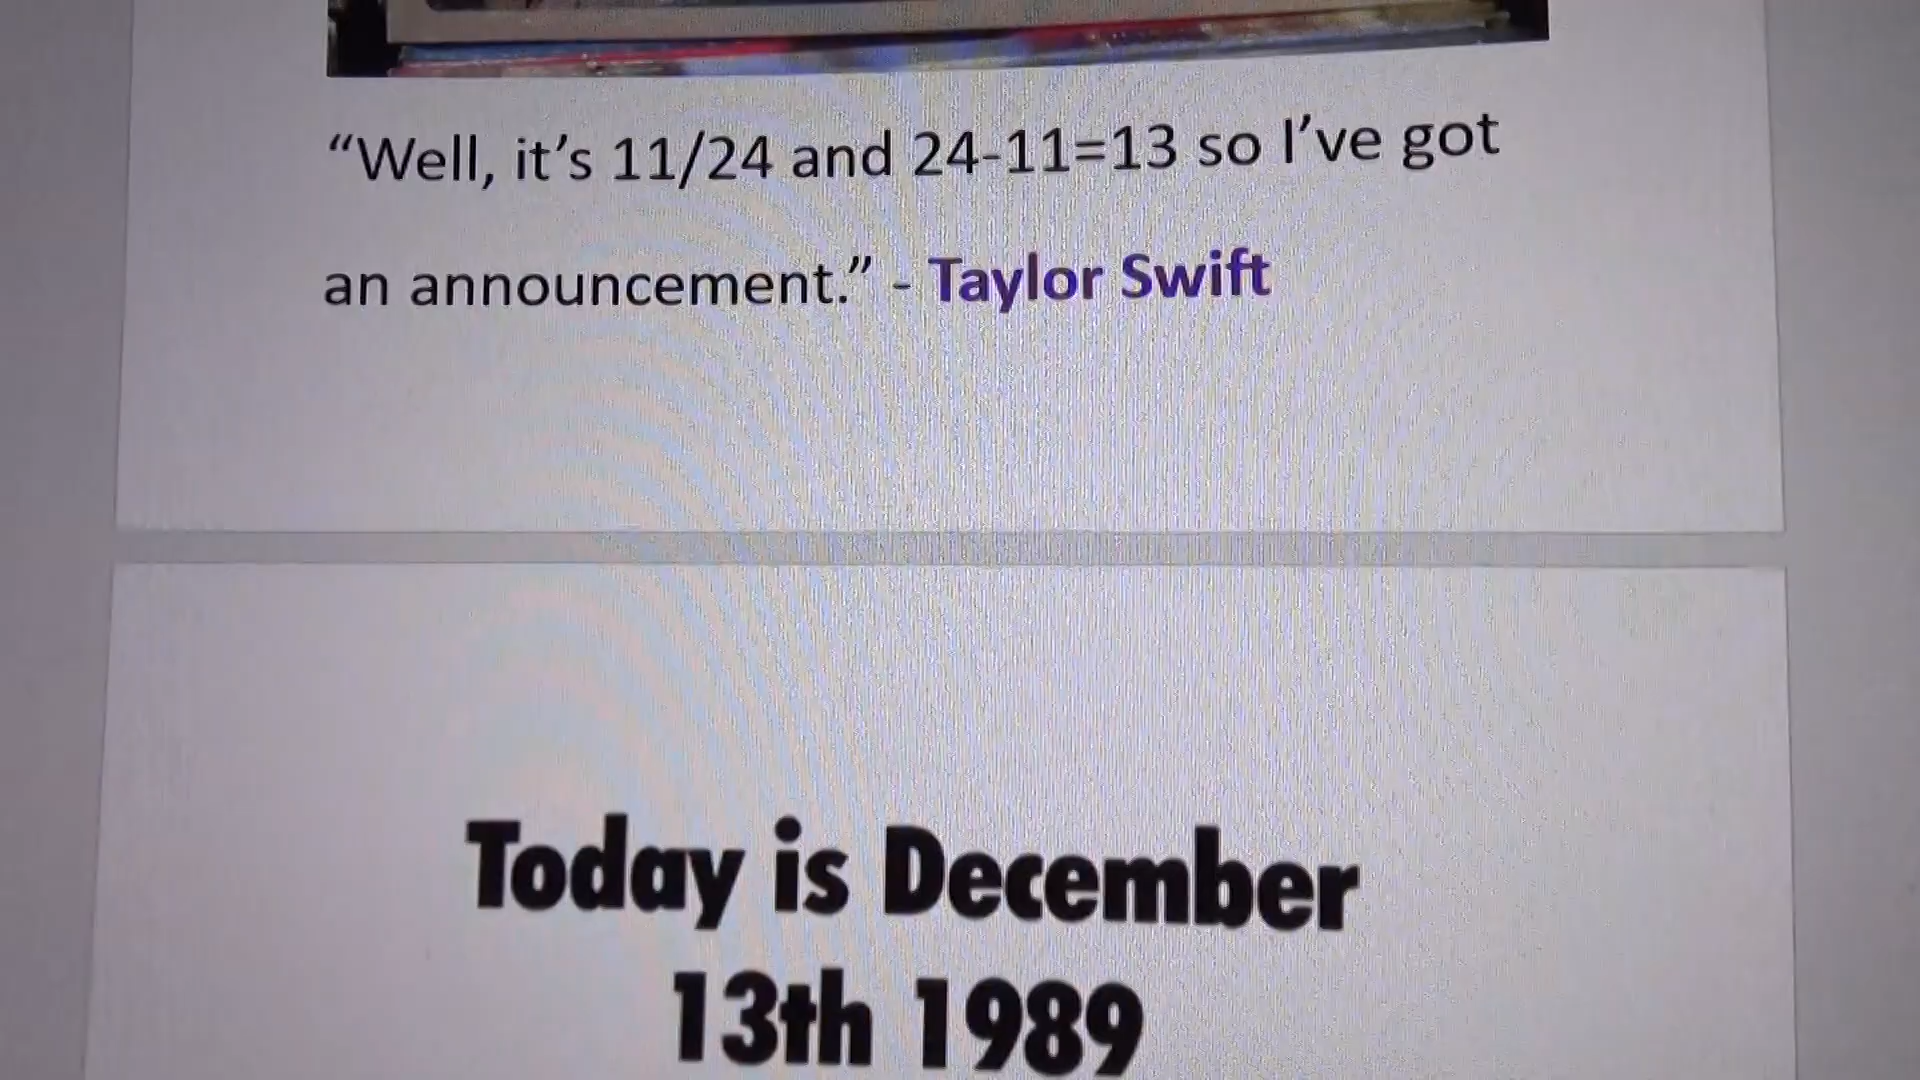 “Well, it’s 11/24 and 24-11=13 so I’ve got
an announcement.” - Taylor Swift
Today is December
13th 1989